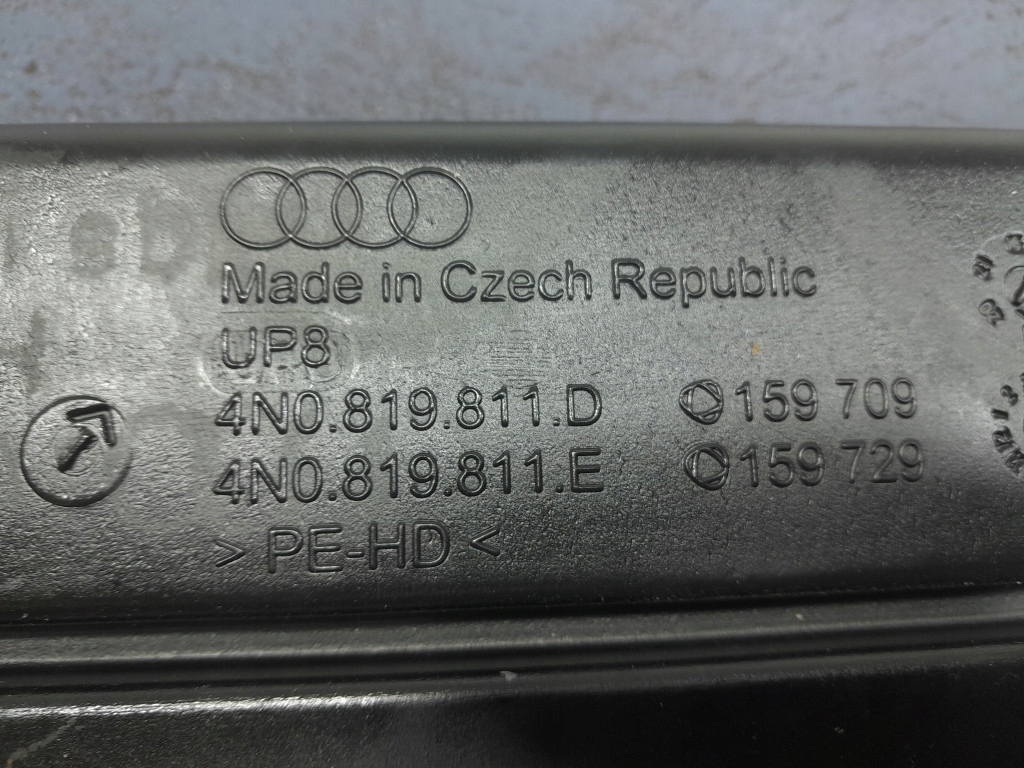 Made in Czech Republic
UP8
4N0.819.811.D 159 709
4N0.819.811.E 159 729
> PE-HD <